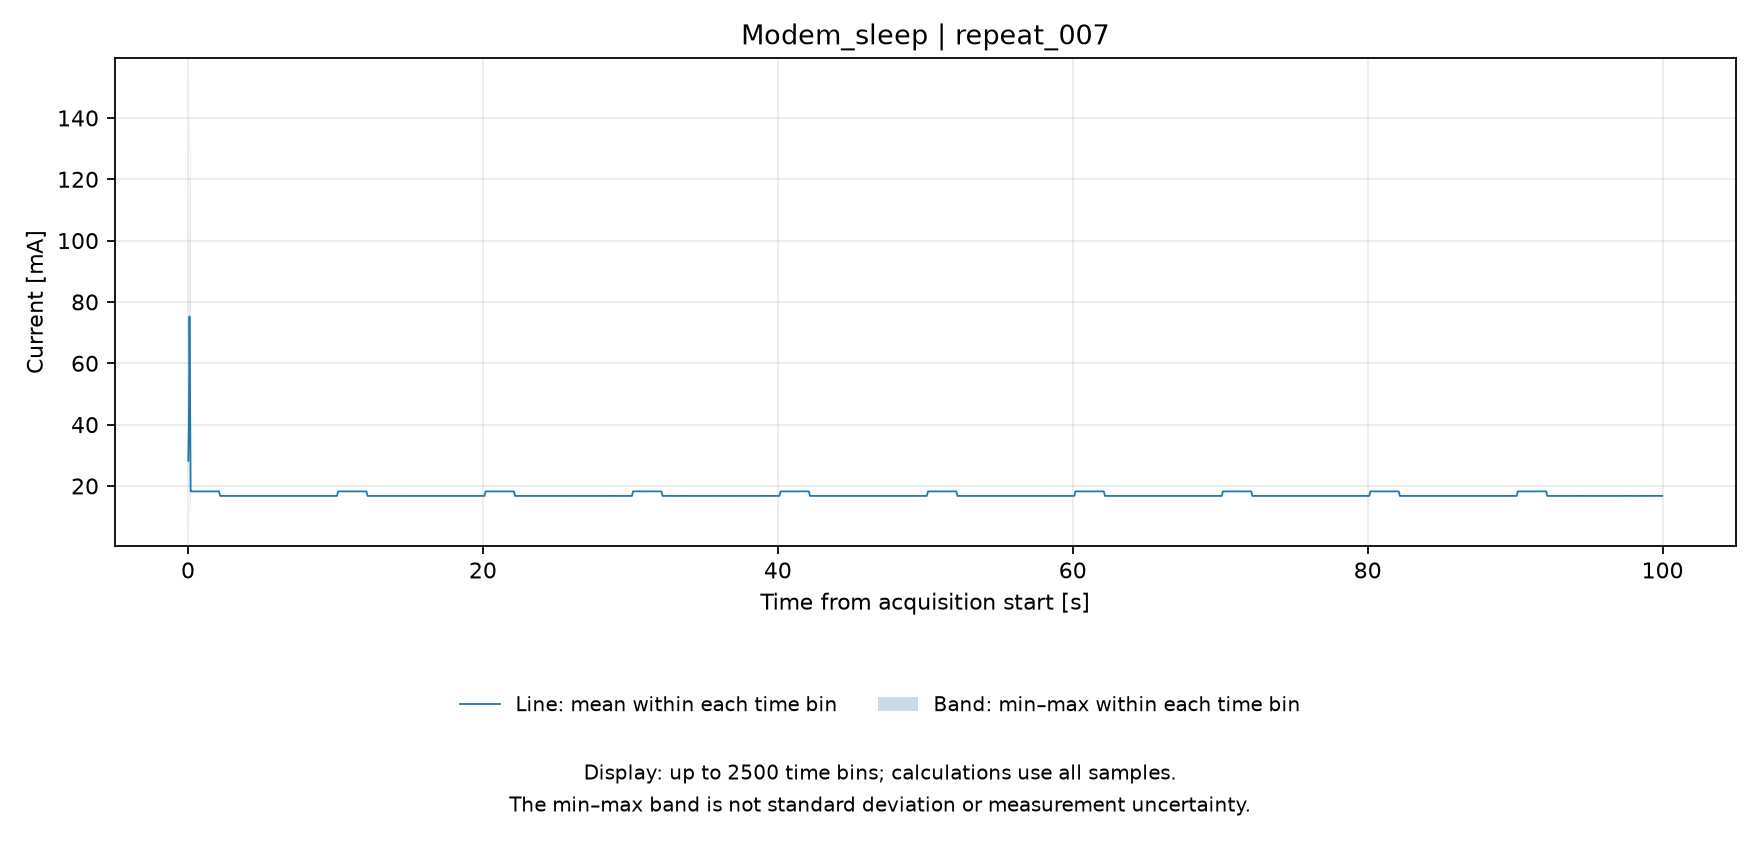 Modem_sleep | repeat_007
140
120
100
80
60
40
20
Current [mA]
0 20 40 60 80 100
Time from acquisition start [s]
Line: mean within each time bin Band: min–max within each time bin
Display: up to 2500 time bins; calculations use all samples.
The min–max band is not standard deviation or measurement uncertainty.